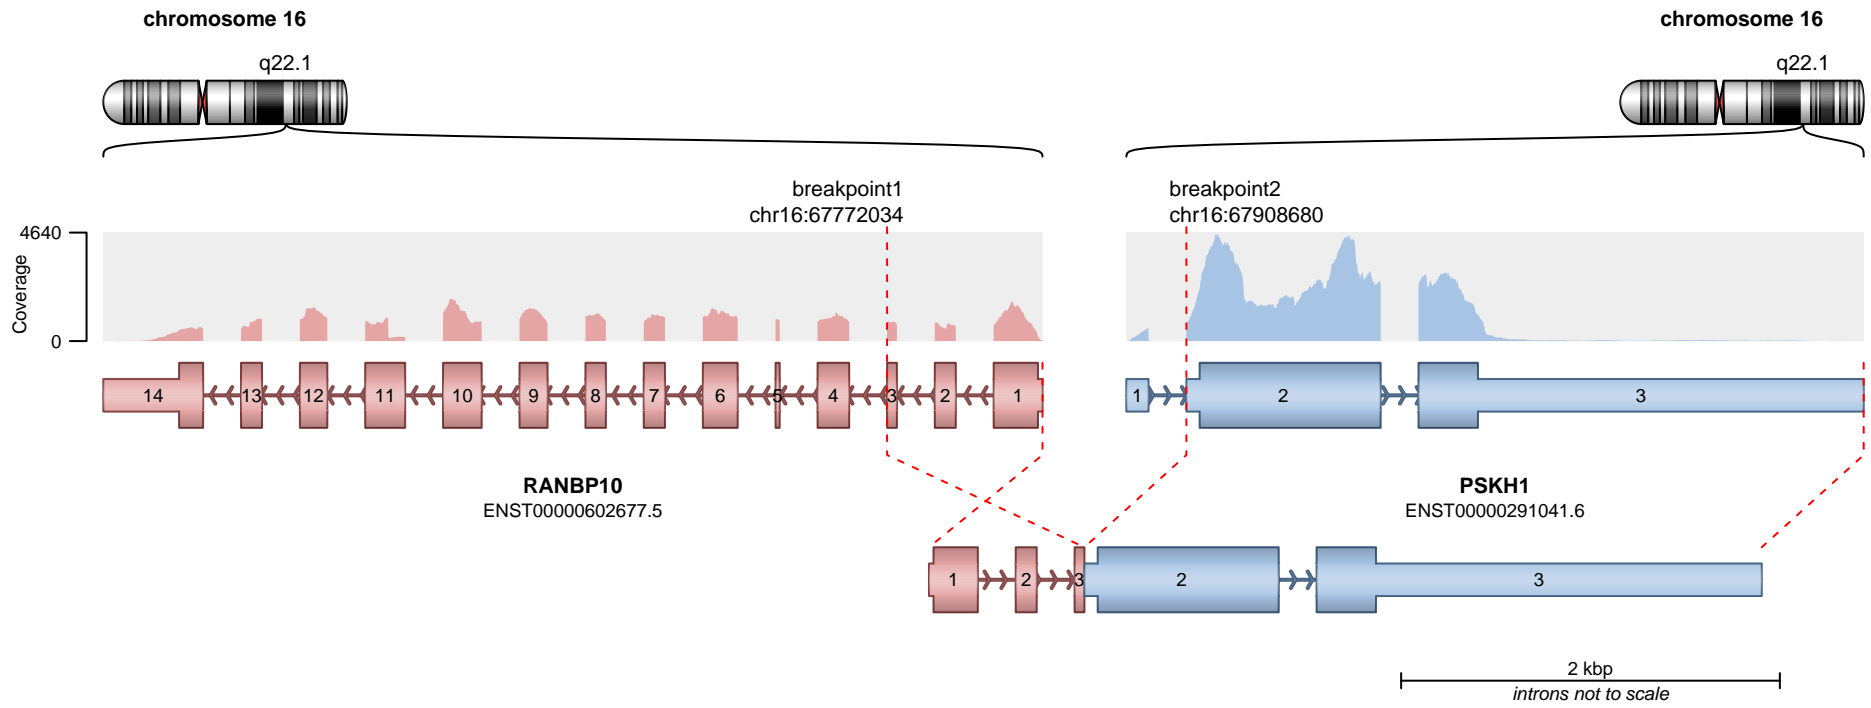 chromosome 16
chromosome 16
q22.1
q22.1
breakpoint1
chr16:67772034
breakpoint2
chr16:67908680
4640
Coverage
0
14 13 12 11 10 9 8 7 6 5 4 3 2 1
1 2 3
RANBP10
ENST00000602677.5
PSKH1
ENST00000291041.6
1 2 3 2 3
2 kbp
introns not to scale